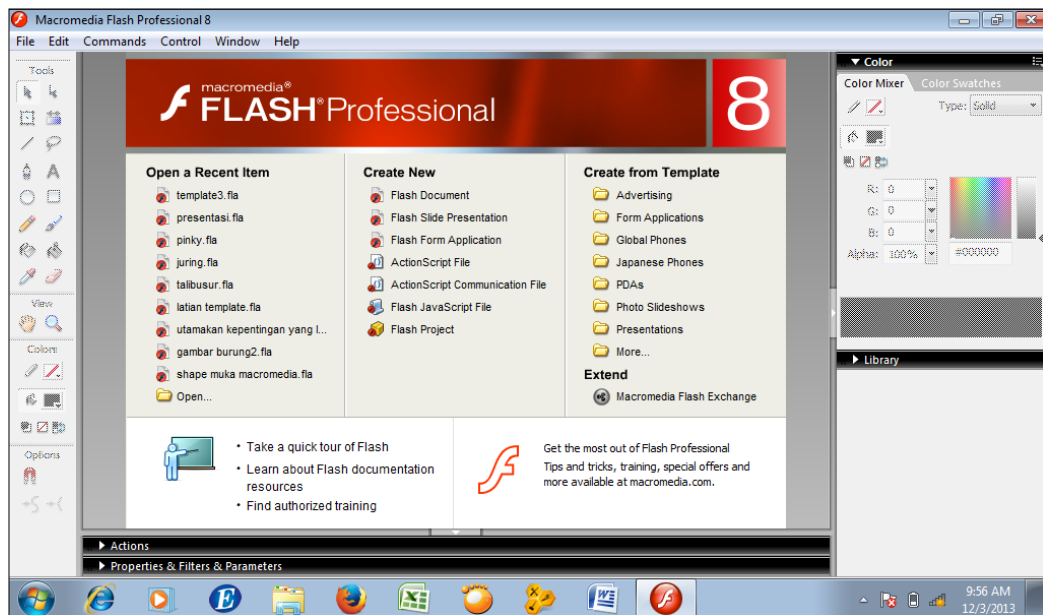 Macromedia Flash Professional 8
File Edit Commands Control Window Help
Tools
View
Colors
Options
macromedia®
FLASH® Professional 8
Open a Recent Item
template3.fla
presentasi.fla
pinky.fla
juring.fla
talibusur.fla
latian template.fla
utamakan kepentingan yang l...
gambar burung2.fla
shape muka macromedia.fla
Open...
Create New
Flash Document
Flash Slide Presentation
Flash Form Application
ActionScript File
ActionScript Communication File
Flash JavaScript File
Flash Project
Create from Template
Advertising
Form Applications
Global Phones
Japanese Phones
PDAs
Photo Slideshows
Presentations
More...
Extend
Macromedia Flash Exchange
• Take a quick tour of Flash
• Learn about Flash documentation
resources
• Find authorized training
Get the most out of Flash Professional
Tips and tricks, training, special offers and
more available at macromedia.com.
Color
Color Mixer Color Swatches
Type: Solid
R: 0
G: 0
B: 0
Alpha: 100% #000000
Library
Actions
Properties & Filters & Parameters
9:56 AM
12/3/2013